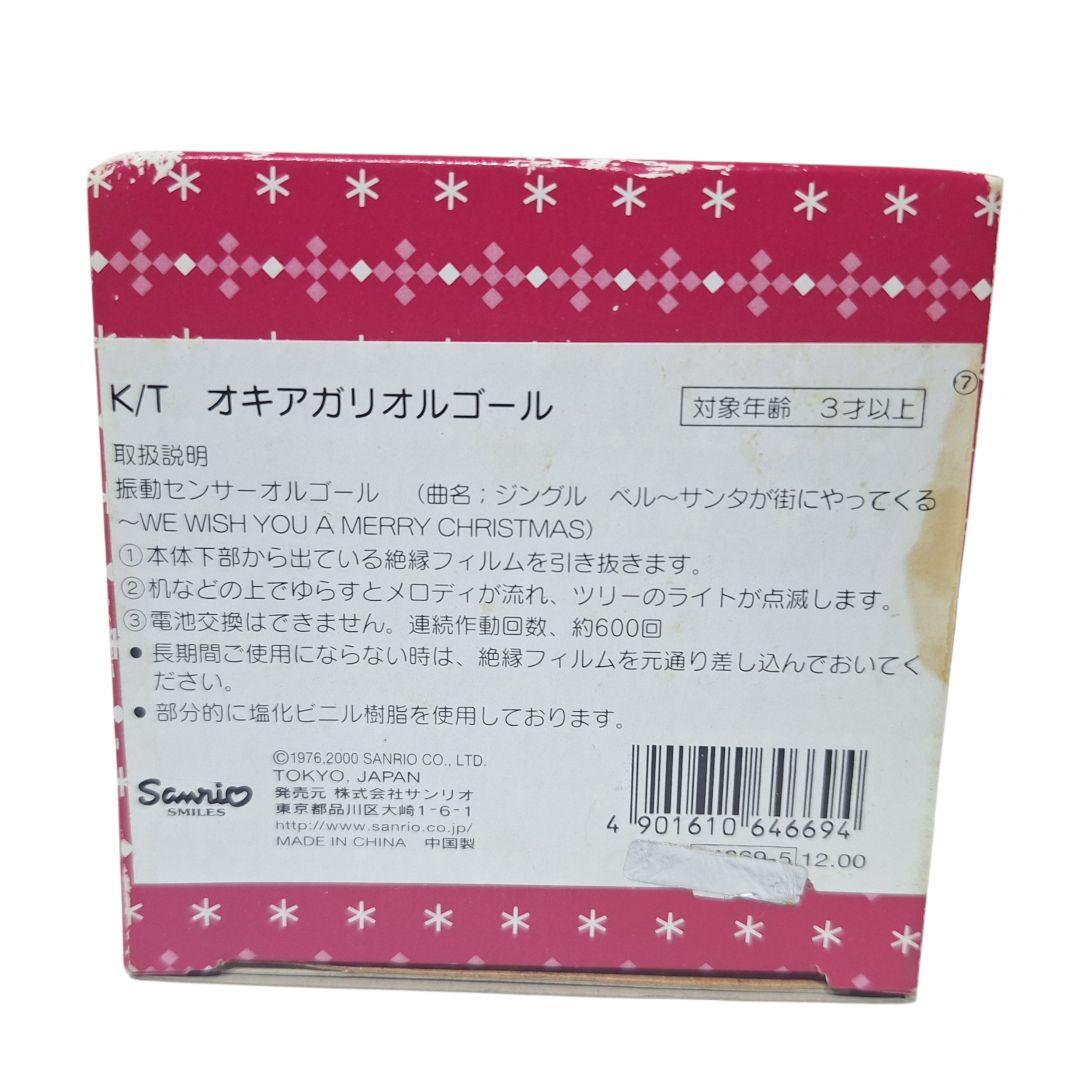 K/T オキアガリオルゴール
対象年齢 3才以上
⑦
取扱説明
振動センサーオルゴール （曲名；ジングル ベル～サンタが街にやってくる
～WE WISH YOU A MERRY CHRISTMAS)
①本体下部から出ている絶縁フィルムを引き抜きます。
②机などの上でゆらすとメロディが流れ、ツリーのライトが点滅します。
③電池交換はできません。連続作動回数、約600回
●長期間ご使用にならない時は、絶縁フィルムを元通り差し込んでおいてく
ださい。
●部分的に塩化ビニル樹脂を使用しております。
Sanrio
SMILES
©1976,2000 SANRIO CO., LTD.
TOKYO, JAPAN
発売元 株式会社サンリオ
東京都品川区大崎1-6-1
http://www.sanrio.co.jp/
MADE IN CHINA 中国製
4 901610 646694
12.00